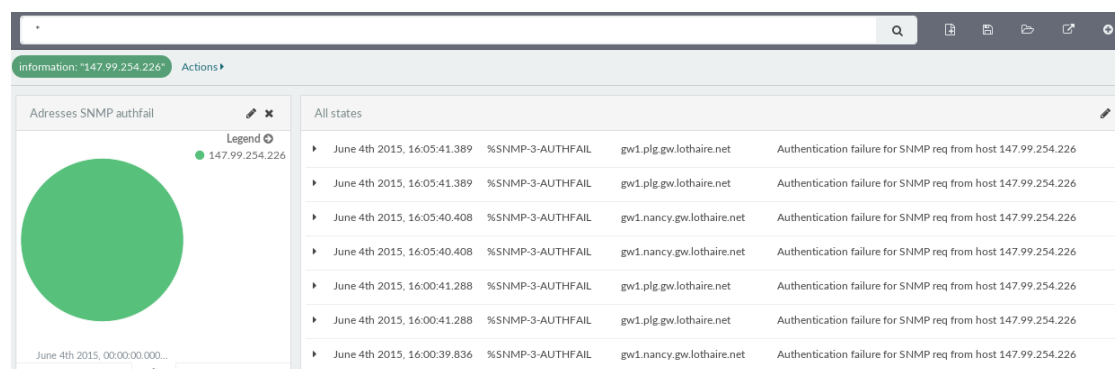 *
information: "147.99.254.226" Actions
Adresses SNMP authfail
Legend
147.99.254.226
June 4th 2015, 00:00:00.000...
All states
June 4th 2015, 16:05:41.389 %SNMP-3-AUTHFAIL gw1.plg.gw.lothaire.net Authentication failure for SNMP req from host 147.99.254.226
June 4th 2015, 16:05:41.389 %SNMP-3-AUTHFAIL gw1.plg.gw.lothaire.net Authentication failure for SNMP req from host 147.99.254.226
June 4th 2015, 16:05:40.408 %SNMP-3-AUTHFAIL gw1.nancy.gw.lothaire.net Authentication failure for SNMP req from host 147.99.254.226
June 4th 2015, 16:05:40.408 %SNMP-3-AUTHFAIL gw1.nancy.gw.lothaire.net Authentication failure for SNMP req from host 147.99.254.226
June 4th 2015, 16:00:41.288 %SNMP-3-AUTHFAIL gw1.plg.gw.lothaire.net Authentication failure for SNMP req from host 147.99.254.226
June 4th 2015, 16:00:41.288 %SNMP-3-AUTHFAIL gw1.plg.gw.lothaire.net Authentication failure for SNMP req from host 147.99.254.226
June 4th 2015, 16:00:39.836 %SNMP-3-AUTHFAIL gw1.nancy.gw.lothaire.net Authentication failure for SNMP req from host 147.99.254.226